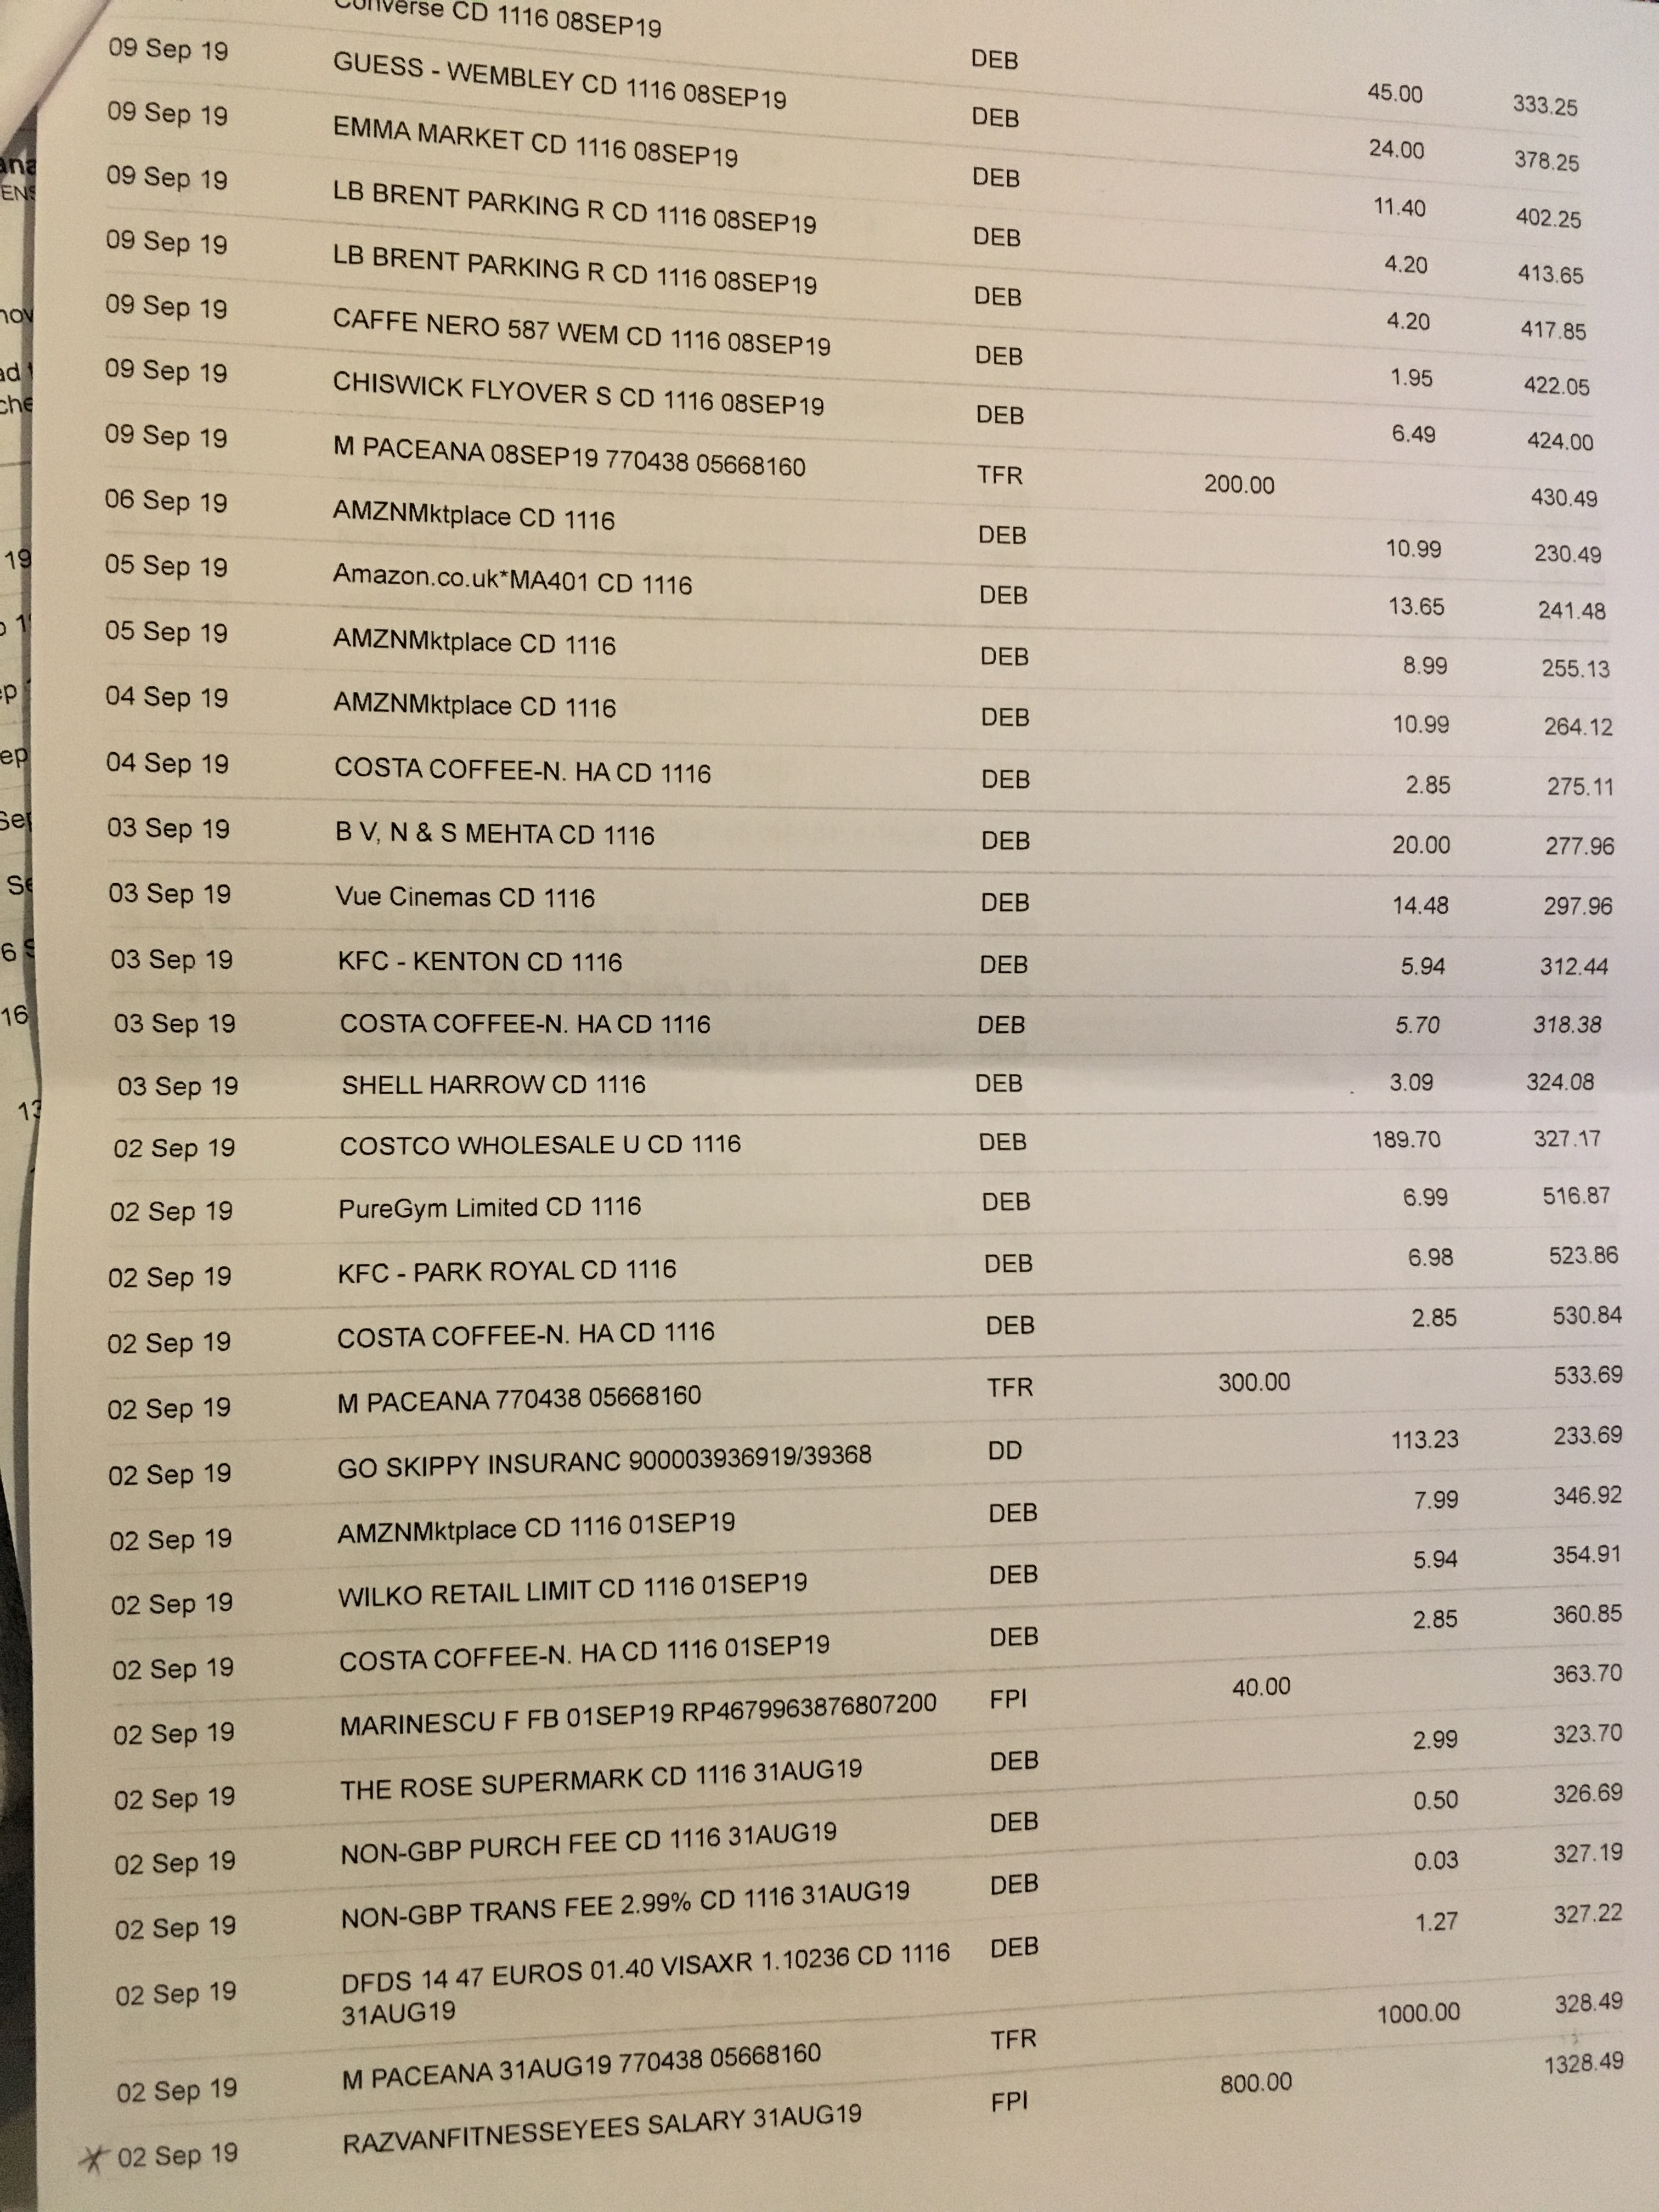 Converse CD 1116 08SEP19 DEB 45.00 333.25
09 Sep 19 GUESS - WEMBLEY CD 1116 08SEP19 DEB 24.00 378.25
09 Sep 19 EMMA MARKET CD 1116 08SEP19 DEB 11.40 402.25
09 Sep 19 LB BRENT PARKING R CD 1116 08SEP19 DEB 4.20 413.65
09 Sep 19 LB BRENT PARKING R CD 1116 08SEP19 DEB 4.20 417.85
09 Sep 19 CAFFE NERO 587 WEM CD 1116 08SEP19 DEB 1.95 422.05
09 Sep 19 CHISWICK FLYOVER S CD 1116 08SEP19 DEB 6.49 424.00
09 Sep 19 M PACEANA 08SEP19 770438 05668160 TFR 200.00 430.49
06 Sep 19 AMZNMktplace CD 1116 DEB 10.99 230.49
05 Sep 19 Amazon.co.uk*MA401 CD 1116 DEB 13.65 241.48
05 Sep 19 AMZNMktplace CD 1116 DEB 8.99 255.13
04 Sep 19 AMZNMktplace CD 1116 DEB 10.99 264.12
04 Sep 19 COSTA COFFEE-N. HA CD 1116 DEB 2.85 275.11
03 Sep 19 B V, N & S MEHTA CD 1116 DEB 20.00 277.96
03 Sep 19 Vue Cinemas CD 1116 DEB 14.48 297.96
03 Sep 19 KFC - KENTON CD 1116 DEB 5.94 312.44
03 Sep 19 COSTA COFFEE-N. HA CD 1116 DEB 5.70 318.38
03 Sep 19 SHELL HARROW CD 1116 DEB 3.09 324.08
02 Sep 19 COSTCO WHOLESALE U CD 1116 DEB 189.70 327.17
02 Sep 19 PureGym Limited CD 1116 DEB 6.99 516.87
02 Sep 19 KFC - PARK ROYAL CD 1116 DEB 6.98 523.86
02 Sep 19 COSTA COFFEE-N. HA CD 1116 DEB 2.85 530.84
02 Sep 19 M PACEANA 770438 05668160 TFR 300.00 533.69
02 Sep 19 GO SKIPPY INSURANC 900003936919/39368 DD 113.23 233.69
02 Sep 19 AMZNMktplace CD 1116 01SEP19 DEB 7.99 346.92
02 Sep 19 WILKO RETAIL LIMIT CD 1116 01SEP19 DEB 5.94 354.91
02 Sep 19 COSTA COFFEE-N. HA CD 1116 01SEP19 DEB 2.85 360.85
02 Sep 19 MARINESCU F FB 01SEP19 RP4679963876807200 FPI 40.00 363.70
02 Sep 19 THE ROSE SUPERMARK CD 1116 31AUG19 DEB 2.99 323.70
02 Sep 19 NON-GBP PURCH FEE CD 1116 31AUG19 DEB 0.50 326.69
02 Sep 19 NON-GBP TRANS FEE 2.99% CD 1116 31AUG19 DEB 0.03 327.19
02 Sep 19 DFDS 14 47 EUROS 01.40 VISAXR 1.10236 CD 1116 DEB 1.27 327.22
31AUG19
02 Sep 19 M PACEANA 31AUG19 770438 05668160 TFR 1000.00 328.49
02 Sep 19 RAZVANFITNESSEYEES SALARY 31AUG19 FPI 800.00 1328.49